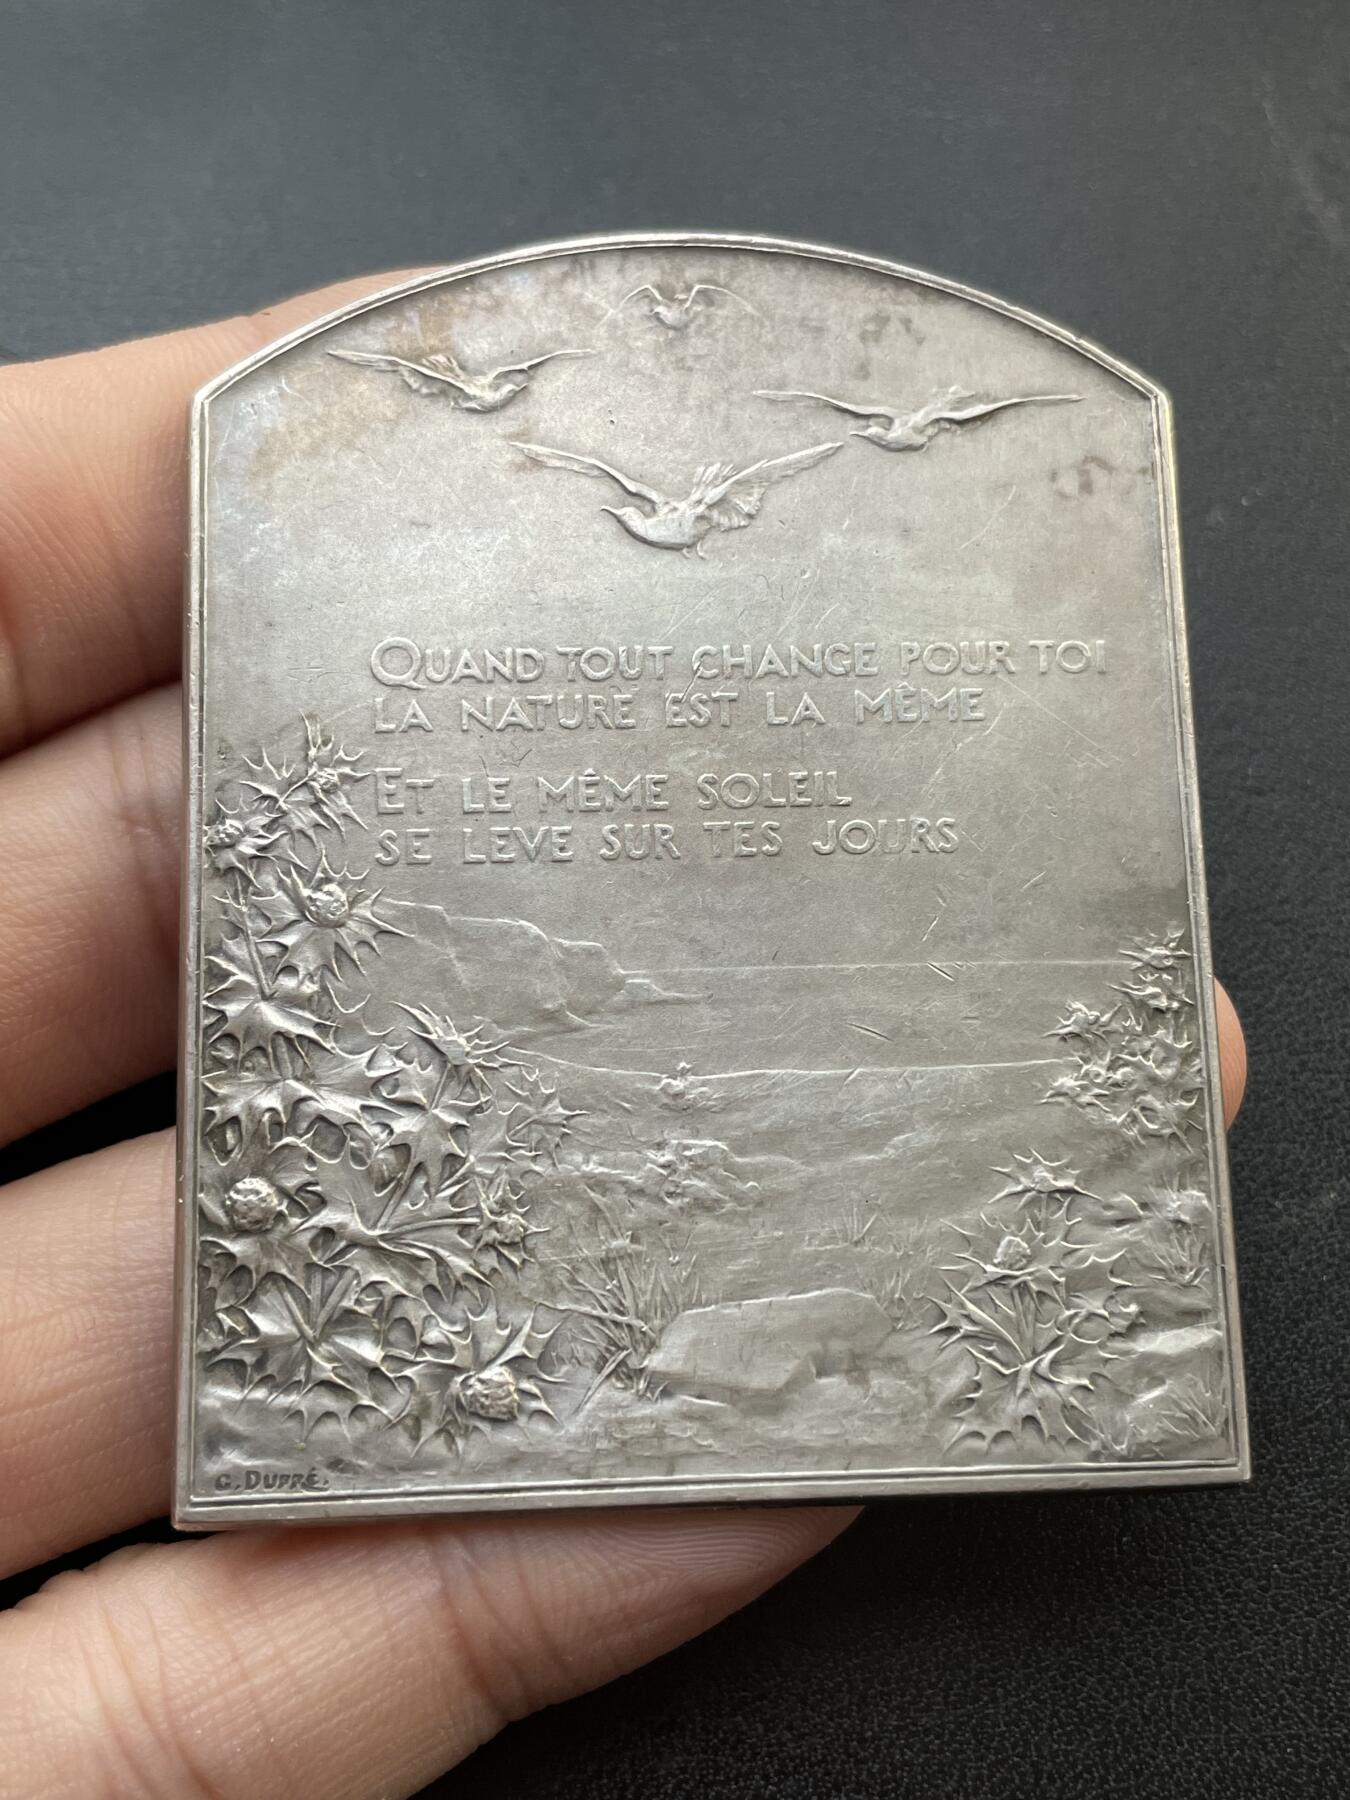 QUAND TOUT CHANGE POUR TOI
LA NATURE EST LA MÊME
ET LE MÊME SOLEIL
SE LEVE SUR TES JOURS
G. DUPRÉ.